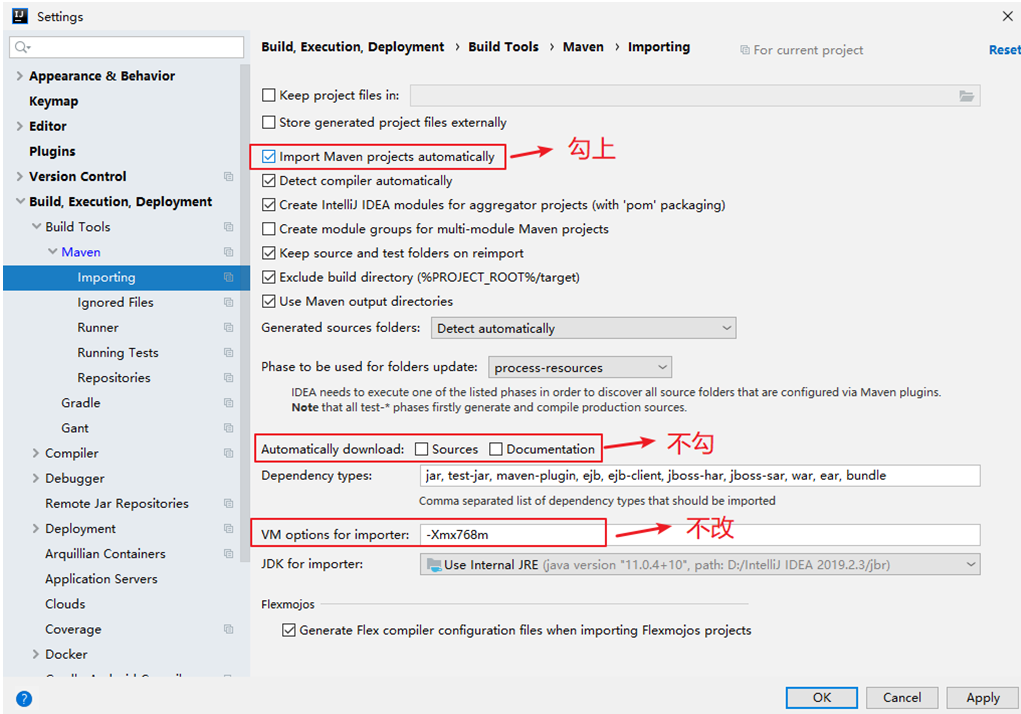 Settings
Build, Execution, Deployment › Build Tools › Maven › Importing
For current project
Reset
Appearance & Behavior
Keymap
Editor
Plugins
Version Control
Build, Execution, Deployment
Build Tools
Maven
Importing
Ignored Files
Runner
Running Tests
Repositories
Gradle
Gant
Compiler
Debugger
Remote Jar Repositories
Deployment
Arquillian Containers
Application Servers
Clouds
Coverage
Docker
Keep project files in:
Store generated project files externally
Import Maven projects automatically
勾上
Detect compiler automatically
Create IntelliJ IDEA modules for aggregator projects (with 'pom' packaging)
Create module groups for multi-module Maven projects
Keep source and test folders on reimport
Exclude build directory (%PROJECT_ROOT%/target)
Use Maven output directories
Generated sources folders: Detect automatically
Phase to be used for folders update: process-resources
IDEA needs to execute one of the listed phases in order to discover all source folders that are configured via Maven plugins.
Note that all test-* phases firstly generate and compile production sources.
Automatically download: Sources Documentation
不勾
Dependency types: jar, test-jar, maven-plugin, ejb, ejb-client, jboss-har, jboss-sar, war, ear, bundle
Comma separated list of dependency types that should be imported
VM options for importer: -Xmx768m
不改
JDK for importer: Use Internal JRE (java version "11.0.4+10", path: D:/IntelliJ IDEA 2019.2.3/jbr)
Flexmojos
Generate Flex compiler configuration files when importing Flexmojos projects
?
OK
Cancel
Apply